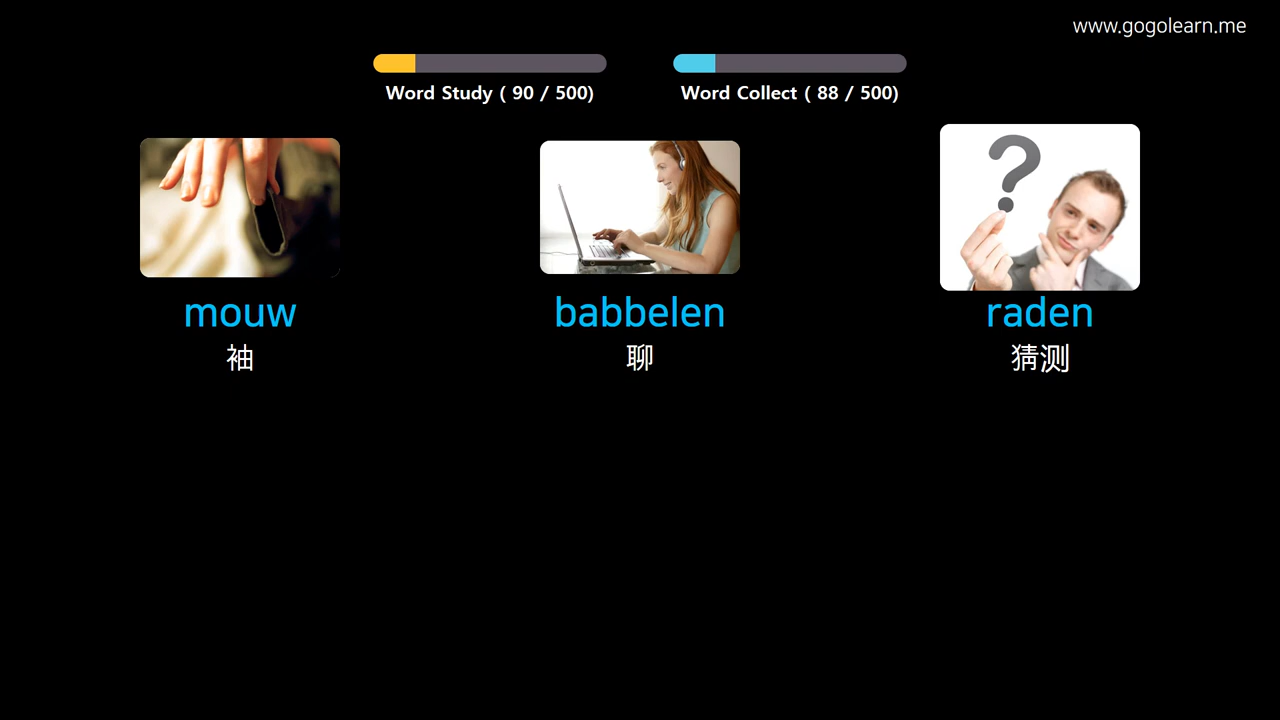 www.gogolearn.me
Word Study ( 90 / 500)
Word Collect ( 88 / 500)
mouw
babbelen
raden
袖
聊
猜测